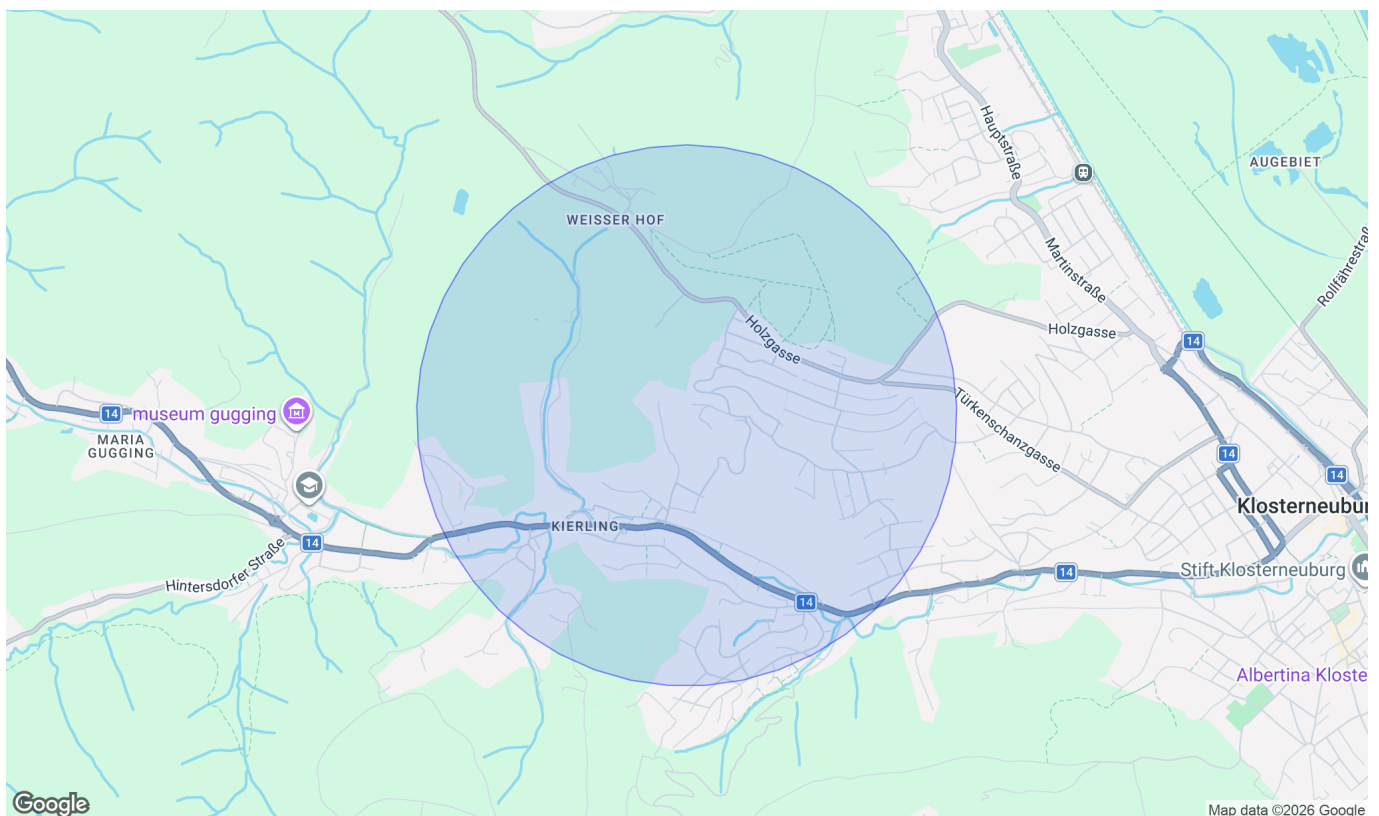 Hauptstraße
AUGEBIET
WEISSER HOF
Martinstraße
Rollfährestraß
Holzgasse
Holzgasse
14
14
museum gugging
MARIA
GUGGING
Türkenschanzgasse
14
14
Klosterneubur
KIERLING
14
Hintersdorfer Straße
14
Stift Klosterneuburg
14
Albertina Kloste
Google
Map data ©2026 Google